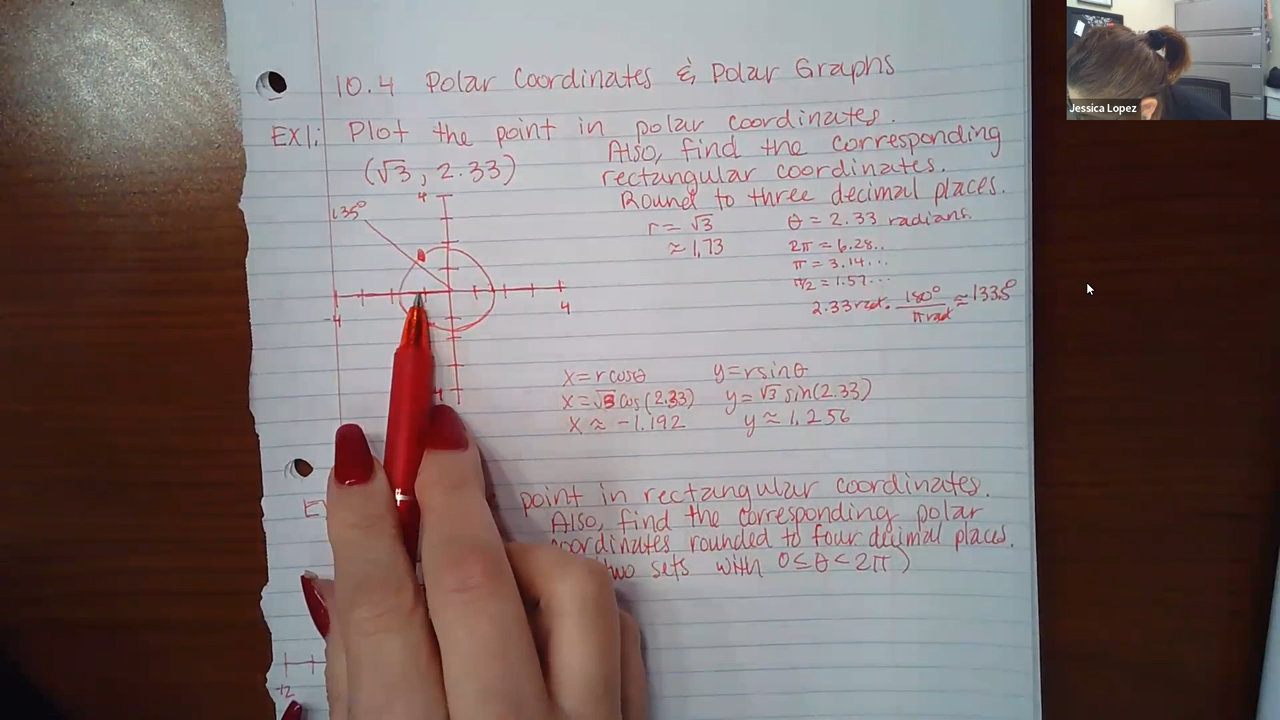 10.4 Polar Coordinates & Polar Graphs
EX1: Plot the point in polar coordinates.
(√3, 2.33)
Also, find the corresponding
rectangular coordinates.
Round to three decimal places.
r = √3
≈ 1.73
θ = 2.33 radians.
2π = 6.28..
π = 3.14...
π/2 = 1.57...
2.33 rad. 180°/π rad ≈ 133.5°
135°
4
-4
4
x = r cosθ
y = r sinθ
x = √3 cos(2.33)
y = √3 sin(2.33)
x ≈ -1.192
y ≈ 1.256
point in rectangular coordinates.
Also, find the corresponding polar
coordinates rounded to four decimal places.
two sets with 0 ≤ θ < 2π)
-12
Jessica Lopez